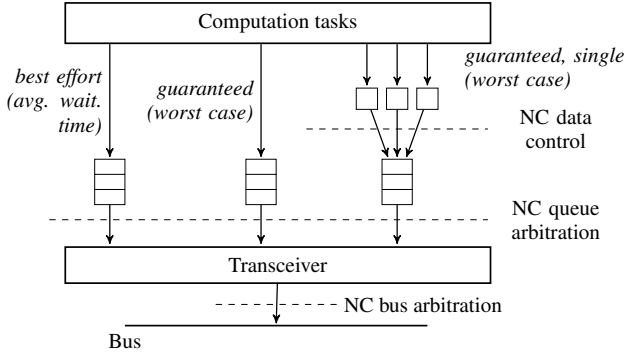 Computation tasks
best effort
(avg. wait.
time)
guaranteed
(worst case)
guaranteed, single
(worst case)
NC data
control
NC queue
arbitration
Transceiver
NC bus arbitration
Bus